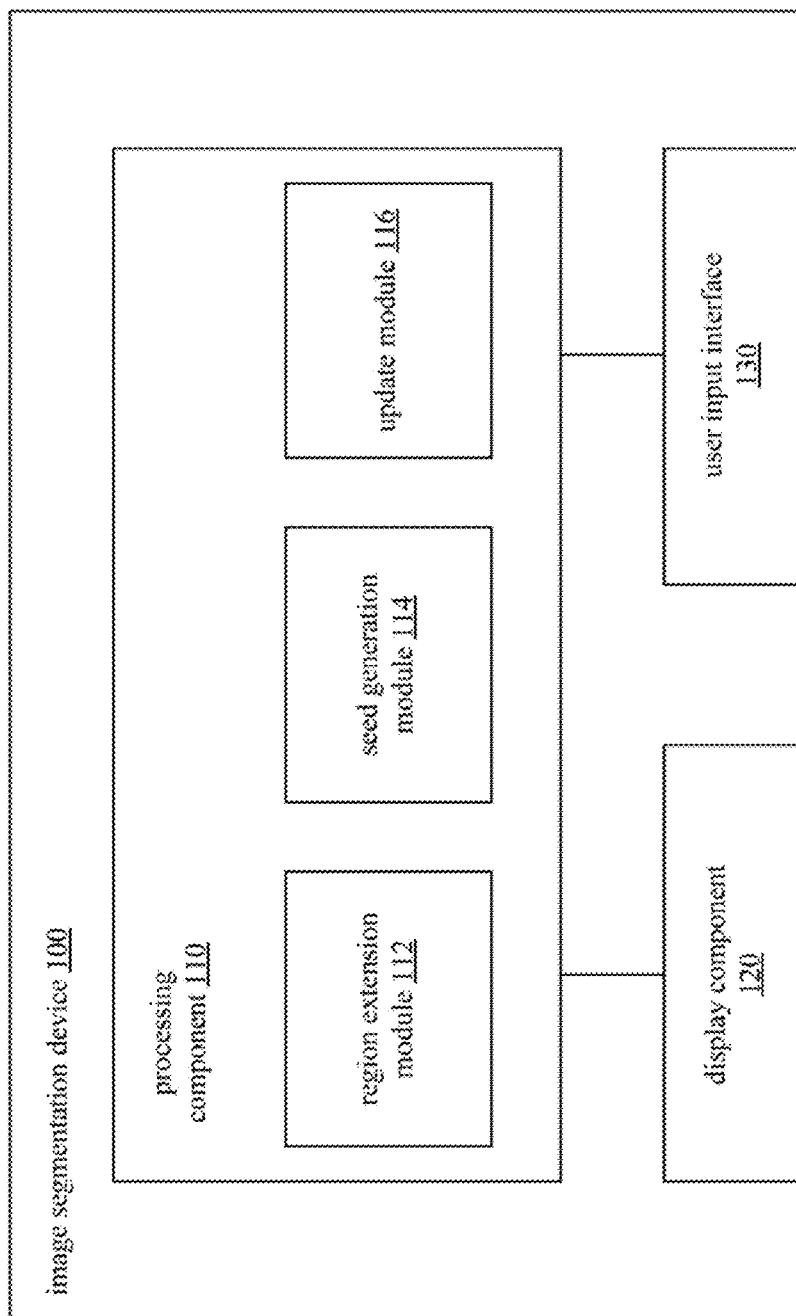 image segmentation device 100
processing
component 110
region extension
module 112
seed generation
module 114
update module 116
display component
120
user input interface
130